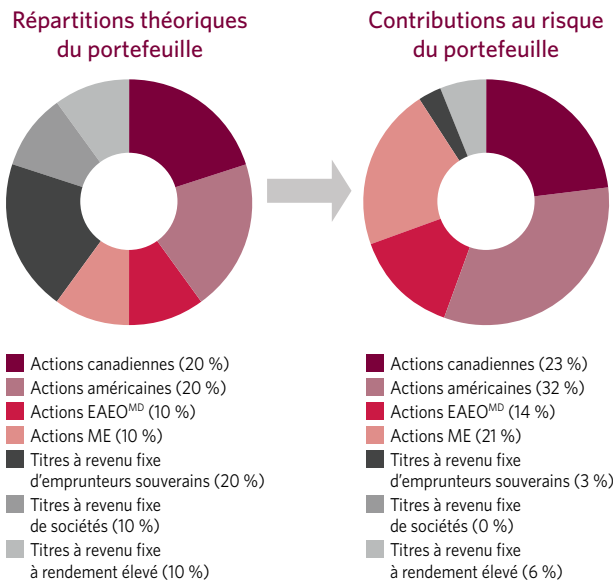 Répartitions théoriques
du portefeuille
Actions canadiennes (20 %)
Actions américaines (20 %)
Actions EAEOMD (10 %)
Actions ME (10 %)
Titres à revenu fixe
d'emprunteurs souverains (20 %)
Titres à revenu fixe
de sociétés (10 %)
Titres à revenu fixe
à rendement élevé (10 %)
Contributions au risque
du portefeuille
Actions canadiennes (23 %)
Actions américaines (32 %)
Actions EAEOMD (14 %)
Actions ME (21 %)
Titres à revenu fixe
d'emprunteurs souverains (3 %)
Titres à revenu fixe
de sociétés (0 %)
Titres à revenu fixe
à rendement élevé (6 %)